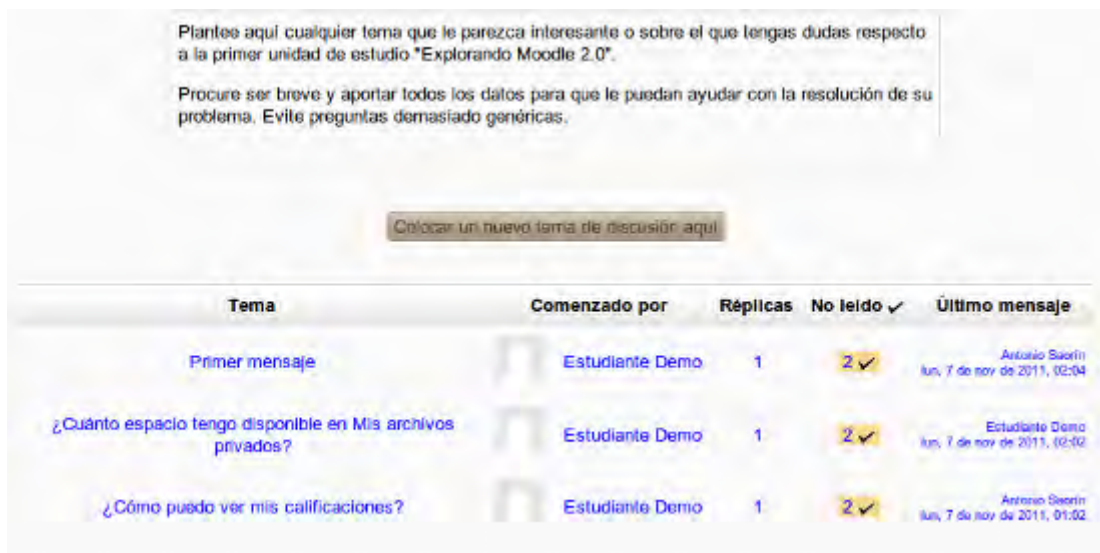 Plantee aquí cualquier tema que le parezca interesante o sobre el que tengas dudas respecto
a la primer unidad de estudio "Explorando Moodle 2.0".
Procure ser breve y aportar todos los datos para que le puedan ayudar con la resolución de su
problema. Evite preguntas demasiado genéricas.
Colocar un nuevo tema de discusión aquí
Tema Comenzado por Réplicas No leído ✓ Último mensaje
Primer mensaje Estudiante Demo 1 2 ✓ Antonio Saorín
lun, 7 de nov de 2011, 02:04
¿Cuánto espacio tengo disponible en Mis archivos
privados? Estudiante Demo 1 2 ✓ Estudiante Demo
lun, 7 de nov de 2011, 02:02
¿Cómo puedo ver mis calificaciones? Estudiante Demo 1 2 ✓ Antonio Saorín
lun, 7 de nov de 2011, 01:02